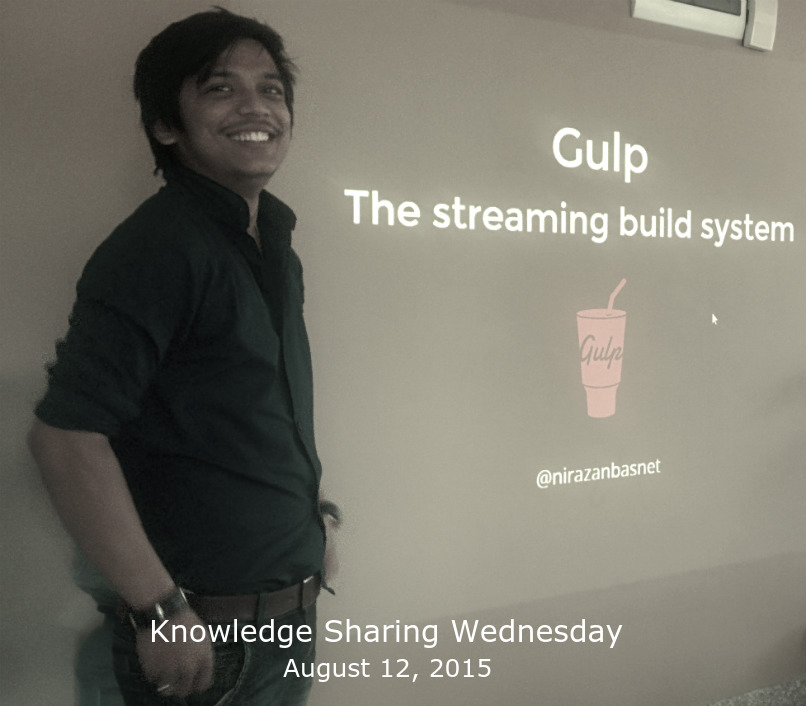 Gulp
The streaming build system
Gulp
@nirazanbasnet
Knowledge Sharing Wednesday
August 12, 2015